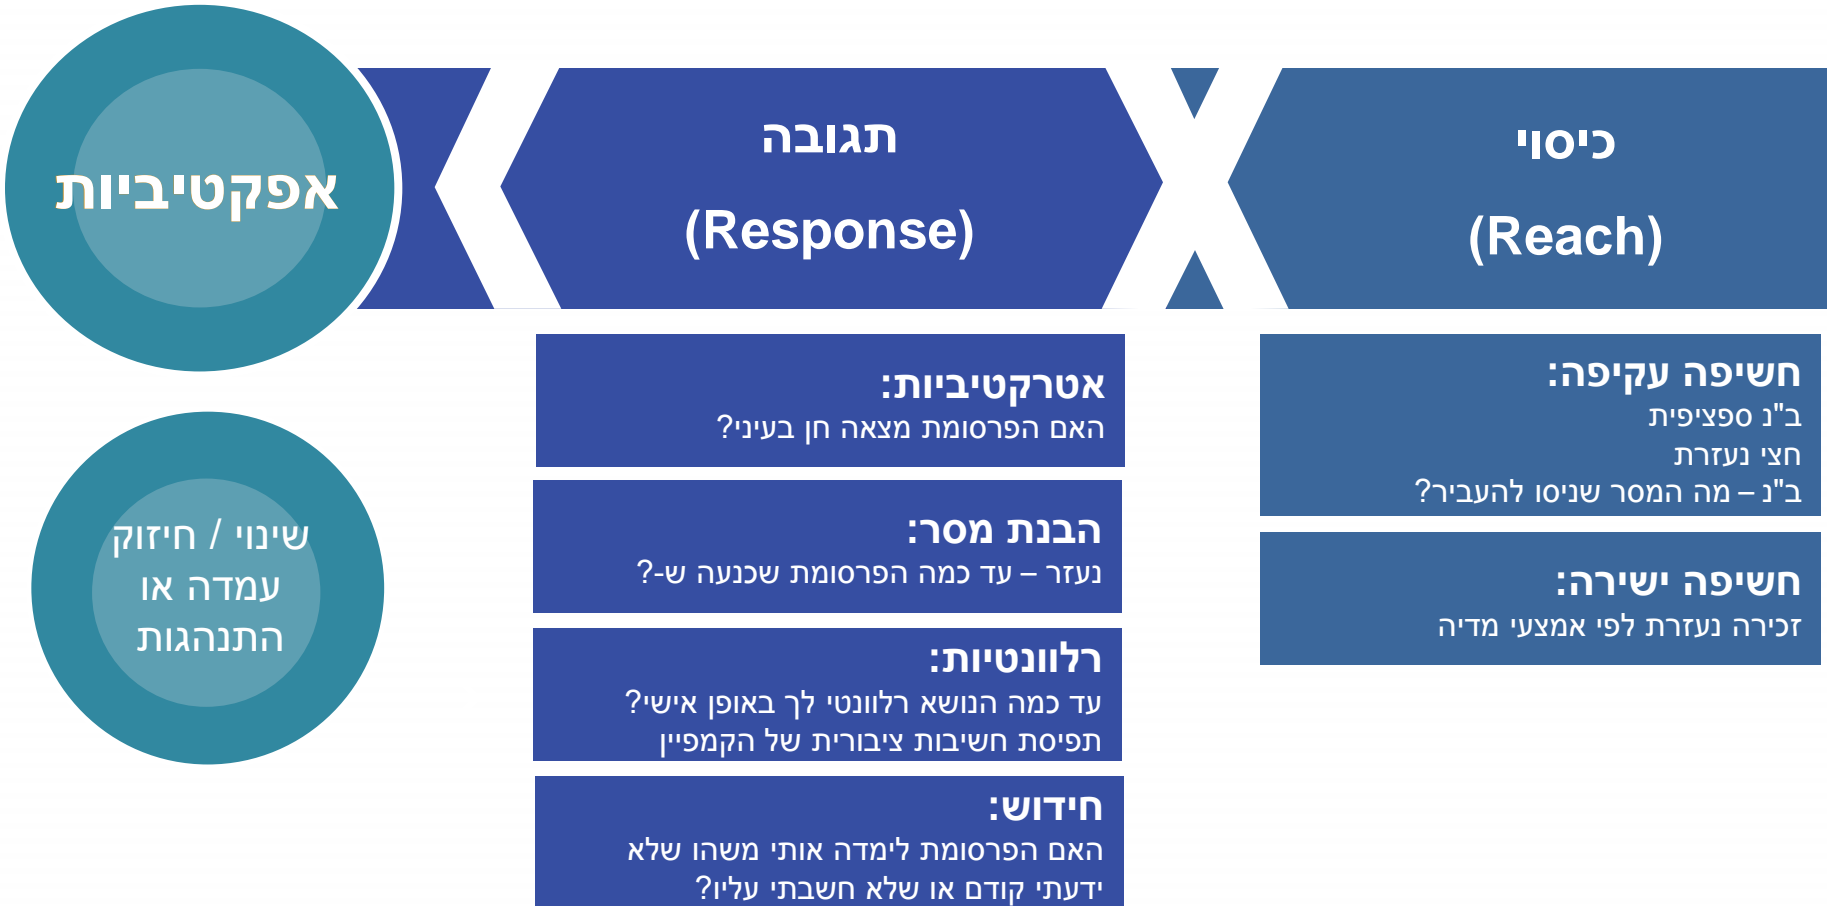 כיסוי
(Reach)
תגובה
(Response)
אפקטיביות
חשיפה עקיפה:
ב"נ ספציפית
חצי נעזרת
ב"נ – מה המסר שניסו להעביר?
חשיפה ישירה:
זכירה נעזרת לפי אמצעי מדיה
אטרקטיביות:
האם הפרסומת מצאה חן בעיני?
הבנת מסר:
נעזר – עד כמה הפרסומת שכנעה ש-?
רלוונטיות:
עד כמה הנושא רלוונטי לך באופן אישי?
תפיסת חשיבות ציבורית של הקמפיין
חידוש:
האם הפרסומת לימדה אותי משהו שלא
ידעתי קודם או שלא חשבתי עליו?
שינוי / חיזוק
עמדה או
התנהגות